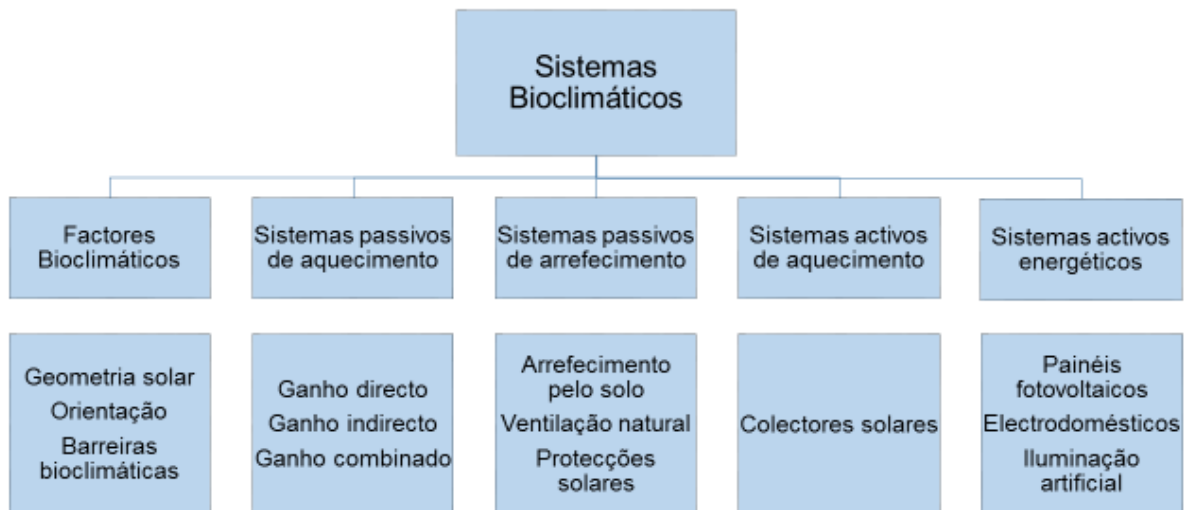 Sistemas
Bioclimáticos
Factores
Bioclimáticos
Sistemas passivos
de aquecimento
Sistemas passivos
de arrefecimento
Sistemas activos
de aquecimento
Sistemas activos
energéticos
Geometria solar
Orientação
Barreiras
bioclimáticas
Ganho directo
Ganho indirecto
Ganho combinado
Arrefecimento
pelo solo
Ventilação natural
Protecções
solares
Colectores solares
Painéis
fotovoltaicos
Electrodomésticos
Iluminação
artificial